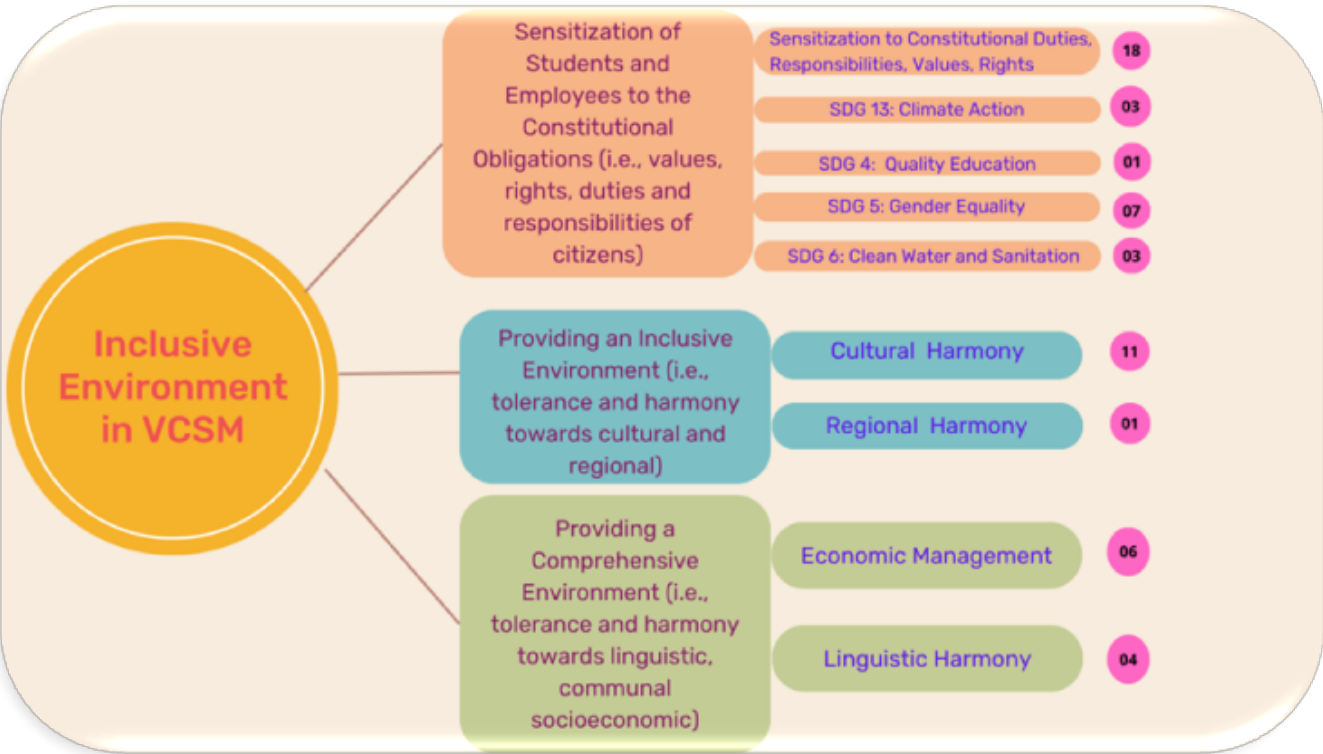 Inclusive
Environment
in VCSM
Sensitization of
Students and
Employees to the
Constitutional
Obligations (i.e., values,
rights, duties and
responsibilities of
citizens)
Sensitization to Constitutional Duties,
Responsibilities, Values, Rights
18
SDG 13: Climate Action
03
SDG 4: Quality Education
01
SDG 5: Gender Equality
07
SDG 6: Clean Water and Sanitation
03
Providing an Inclusive
Environment (i.e.,
tolerance and harmony
towards cultural and
regional)
Cultural Harmony
11
Regional Harmony
01
Providing a
Comprehensive
Environment (i.e.,
tolerance and harmony
towards linguistic,
communal
socioeconomic)
Economic Management
06
Linguistic Harmony
04